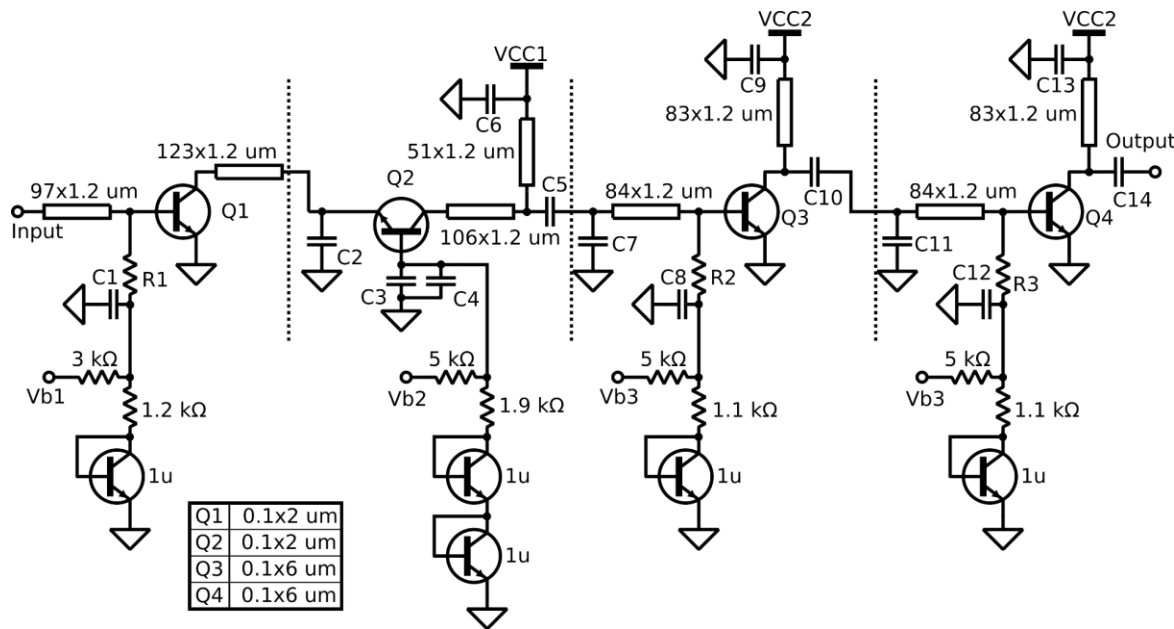 VCC2
VCC2
VCC1
C9
C13
C6
83x1.2 um
83x1.2 um
123x1.2 um
51x1.2 um
Output
97x1.2 um
Q2
C5
84x1.2 um
C10
84x1.2 um
C14
Input
Q1
106x1.2 um
Q3
Q4
C2
C7
C11
C1
R1
C3
C4
C8
R2
C12
R3
3 kΩ
5 kΩ
5 kΩ
5 kΩ
Vb1
Vb2
Vb3
Vb3
1.2 kΩ
1.9 kΩ
1.1 kΩ
1.1 kΩ
1u
1u
1u
1u
1u
Q1 0.1x2 um
Q2 0.1x2 um
Q3 0.1x6 um
Q4 0.1x6 um